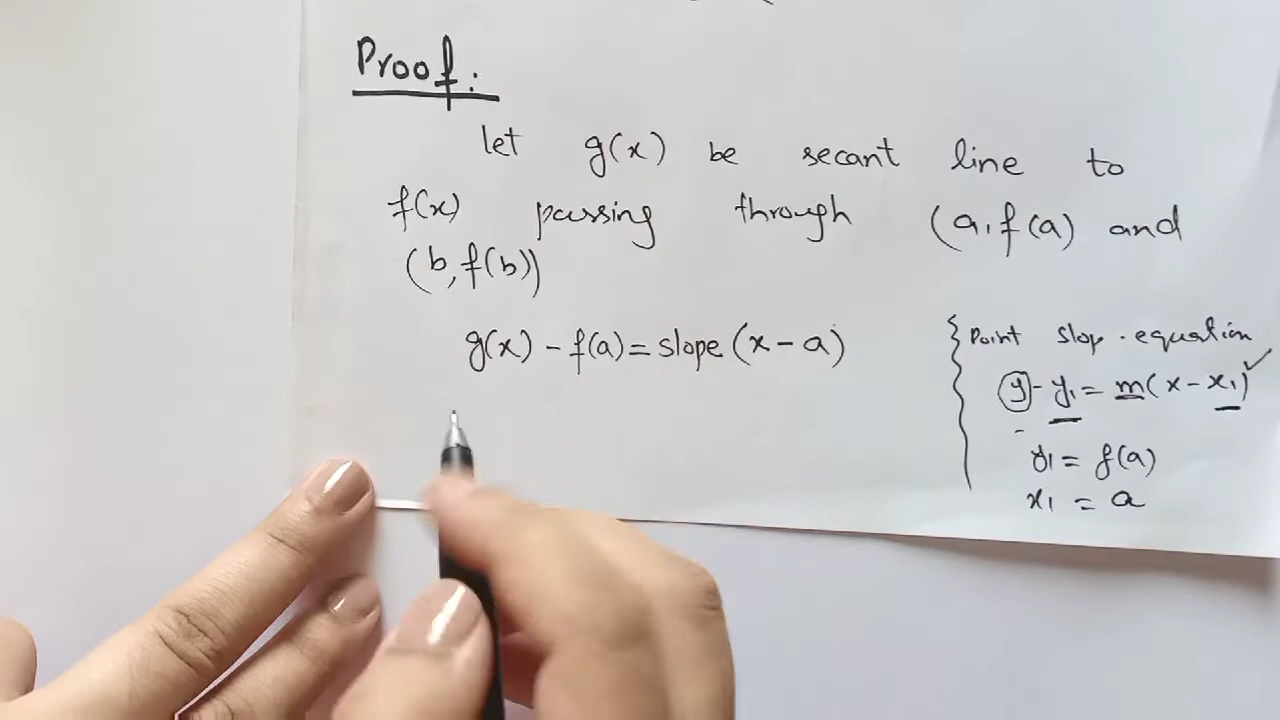 Proof:
let g(x) be secant line to
f(x) passing through (a,f(a) and
(b,f(b))
g(x) - f(a) = slope (x - a)
{ Point slop. equation
y - y₁ = m(x - x₁) ✓
y₁ = f(a)
x₁ = a